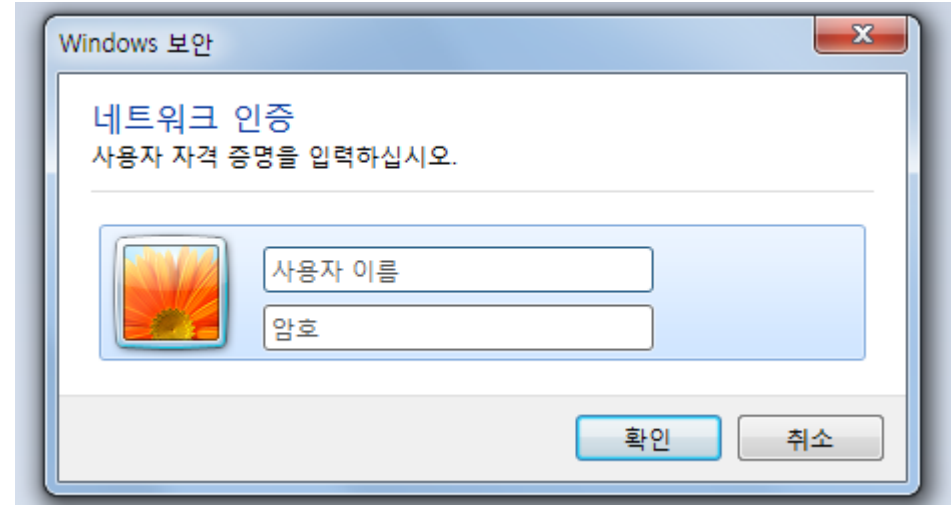 Windows 보안
네트워크 인증
사용자 자격 증명을 입력하십시오.
사용자 이름
암호
확인
취소